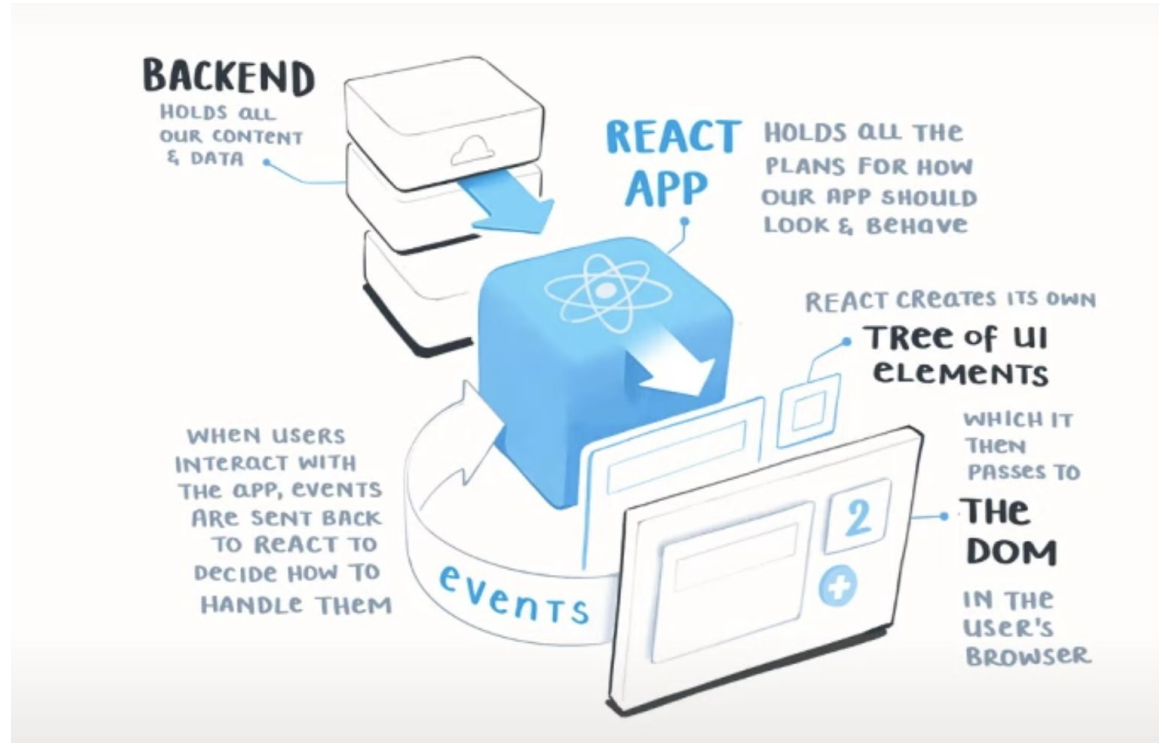 BACKEND
HOLDS ALL
OUR CONTENT
& DATA
REACT
APP
HOLDS ALL THE
PLANS FOR HOW
OUR APP SHOULD
LOOK & BEHAVE
REACT CREATES ITS OWN
TREE OF UI
ELEMENTS
WHICH IT
THEN
PASSES TO
THE
DOM
IN THE
USER'S
BROWSER
2
+
WHEN USERS
INTERACT WITH
THE APP, EVENTS
ARE SENT BACK
TO REACT TO
DECIDE HOW TO
HANDLE THEM
EVENTS